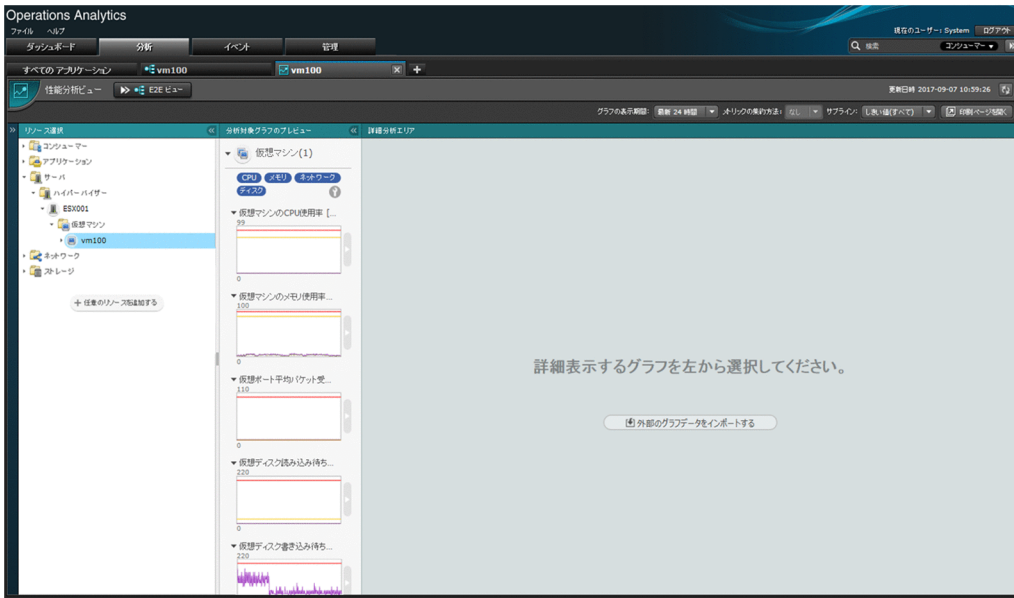 Operations Analytics
ファイル ヘルプ
現在のユーザー: System ログアウト
ダッシュボード 分析 イベント 管理
検索 コンシューマー
すべてのアプリケーション vm100 vm100
性能分析ビュー E2E ビュー
更新日時 2017-09-07 10:59:26
グラフの表示期間: 最新 24 時間 メトリックの集約方法: なし サブライン: しきい値(すべて) 印刷ページを開く
リソース選択 分析対象グラフのプレビュー 詳細分析エリア
コンシューマー
アプリケーション
サーバ
ハイパーバイザー
ESX001
仮想マシン
vm100
ネットワーク
ストレージ
任意のリソースを追加する
仮想マシン(1)
CPU メモリ ネットワーク
ディスク
仮想マシンのCPU使用率 [...
99
0
仮想マシンのメモリ使用率...
100
0
仮想ポート平均パケット受...
110
0
仮想ディスク読み込み待ち...
220
0
仮想ディスク書き込み待ち...
220
詳細表示するグラフを左から選択してください。
外部のグラフデータをインポートする